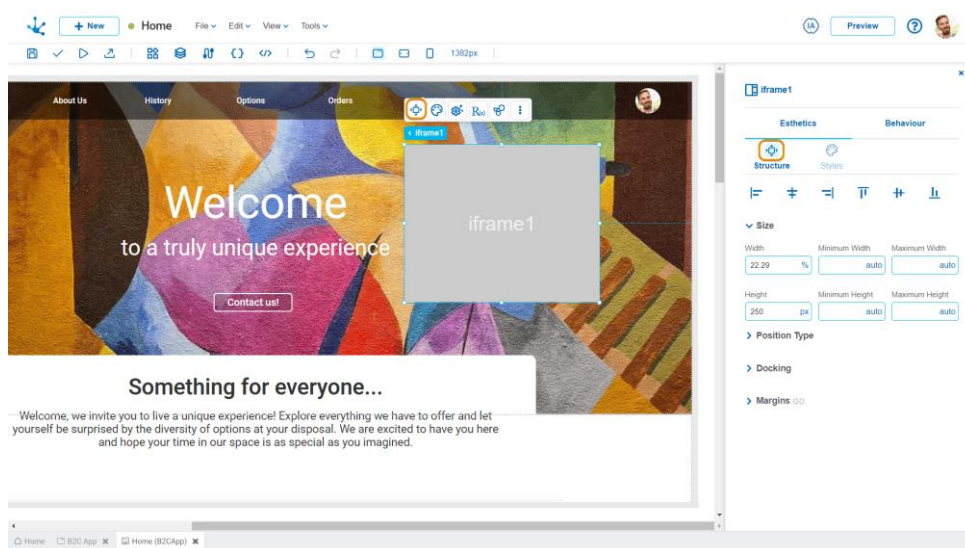 + New
Home
File
Edit
View
Tools
IA
Preview
?
1382px
About Us
History
Options
Orders
iframe1
Welcome
to a truly unique experience
Contact us!
iframe1
Something for everyone...
Welcome, we invite you to live a unique experience! Explore everything we have to offer and let
yourself be surprised by the diversity of options at your disposal. We are excited to have you here
and hope your time in our space is as special as you imagined.
iframe1
Esthetics
Behaviour
Structure
Styles
Size
Width
Minimum Width
Maximum Width
22.29 %
auto
auto
Height
Minimum Height
Maximum Height
250 px
auto
auto
Position Type
Docking
Margins
Home
B2C App
Home (B2CApp)